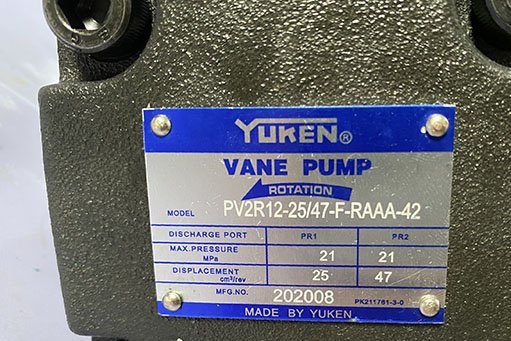 YUKEN®
VANE PUMP
ROTATION
MODEL PV2R12-25/47-F-RAAA-42
DISCHARGE PORT PR1 PR2
MAX.PRESSURE MPa 21 21
DISPLACEMENT cm³/rev 25 47
MFG.NO. 202008 PK211761-3-0
MADE BY YUKEN